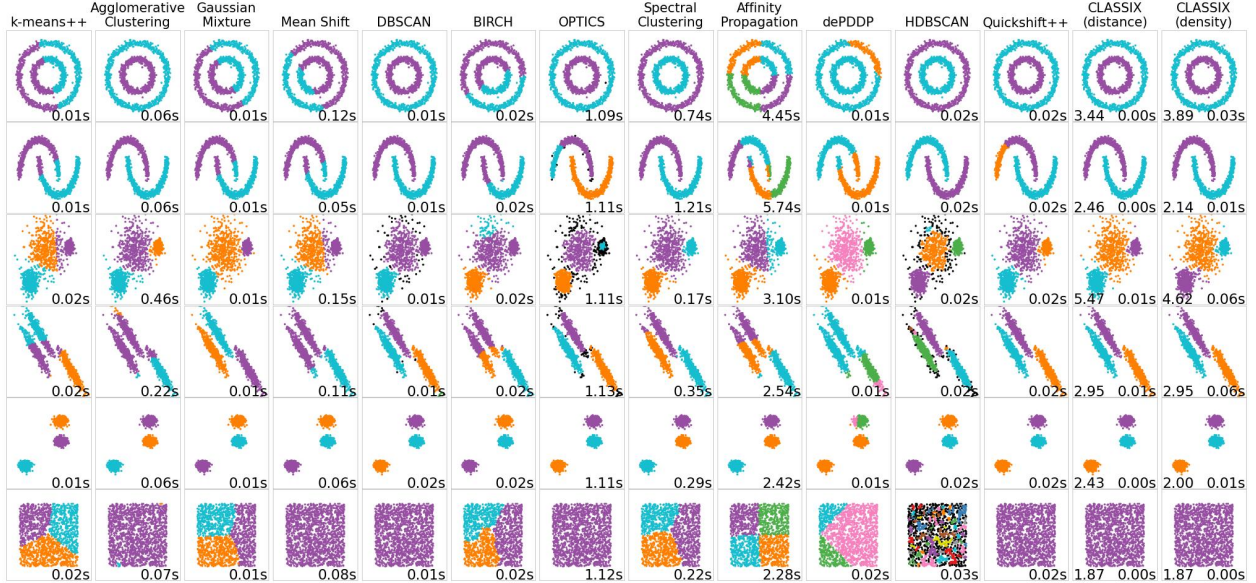 k-means++ Agglomerative Clustering Gaussian Mixture Mean Shift DBSCAN BIRCH OPTICS Spectral Clustering Affinity Propagation dePDDP HDBSCAN Quickshift++ CLASSIX (distance) CLASSIX (density)
0.01s 0.06s 0.01s 0.12s 0.01s 0.02s 1.09s 0.74s 4.45s 0.01s 0.02s 0.02s 3.44 0.00s 3.89 0.03s
0.01s 0.06s 0.01s 0.05s 0.01s 0.02s 1.11s 1.21s 5.74s 0.01s 0.02s 0.02s 2.46 0.00s 2.14 0.01s
0.02s 0.46s 0.01s 0.15s 0.01s 0.02s 1.11s 0.17s 3.10s 0.01s 0.02s 0.02s 5.47 0.01s 4.62 0.06s
0.02s 0.22s 0.01s 0.11s 0.01s 0.02s 1.13s 0.35s 2.54s 0.01s 0.02s 0.02s 2.95 0.01s 2.95 0.06s
0.01s 0.06s 0.01s 0.06s 0.02s 0.02s 1.11s 0.29s 2.42s 0.01s 0.02s 0.02s 2.43 0.00s 2.00 0.01s
0.02s 0.07s 0.01s 0.08s 0.01s 0.02s 1.12s 0.22s 2.28s 0.02s 0.03s 0.02s 1.87 0.00s 1.87 0.00s